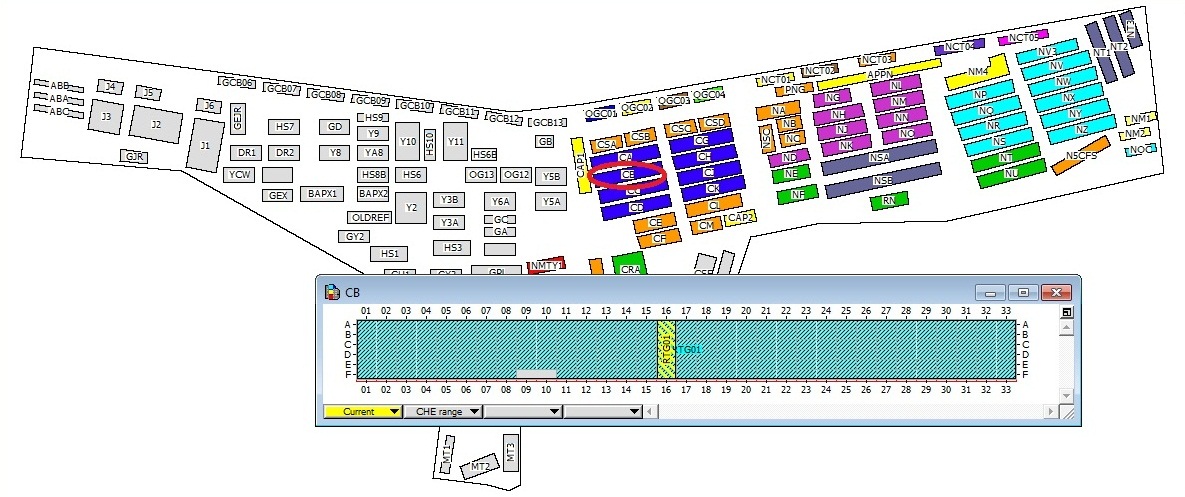 NCT05
NCT04
NT3
NT2
NT1
NV3
NCT03
NCT02
NCT01
APPN
NM4
NV
NW
NX
NY
NZ
NP
NO
NR
NS
NT
NU
N5CFS
NM1
NM2
NOC
ABB
ABA
ABC
J4
J5
J3
J2
J6
J1
GJR
GEJR
GCB06
GCB07
GCB08
GCB09
GCB10
GCB11
GCB12
GCB13
QGC01
QGC02
QGC03
QGC04
PNG
NG
NH
NJ
NK
NL
NM
NN
NO
NA
NB
NC
NSC
ND
NE
NF
NSA
NSB
RN
HS7
GD
HS9
Y9
Y10
HS10
Y11
GB
DR1
DR2
Y8
YA8
HS6B
YCW
HS8B
HS6
OG13
OG12
Y5B
GEX
BAPX1
BAPX2
Y2
Y3B
Y6A
Y5A
OLDREF
Y3A
GC
GA
GY2
HS1
HS3
GPL
CAP1
CSA
CSB
CSC
CSD
CA
CB
CC
CD
CE
CF
CG
CH
CJ
CK
CL
CM
CAP2
NMTY1
CRA
CB
01 02 03 04 05 06 07 08 09 10 11 12 13 14 15 16 17 18 19 20 21 22 23 24 25 26 27 28 29 30 31 32 33
A A
B B
C C
D D
E E
F F
RTG01
01 02 03 04 05 06 07 08 09 10 11 12 13 14 15 16 17 18 19 20 21 22 23 24 25 26 27 28 29 30 31 32 33
Current CHE range
MT1
MT2
MT3